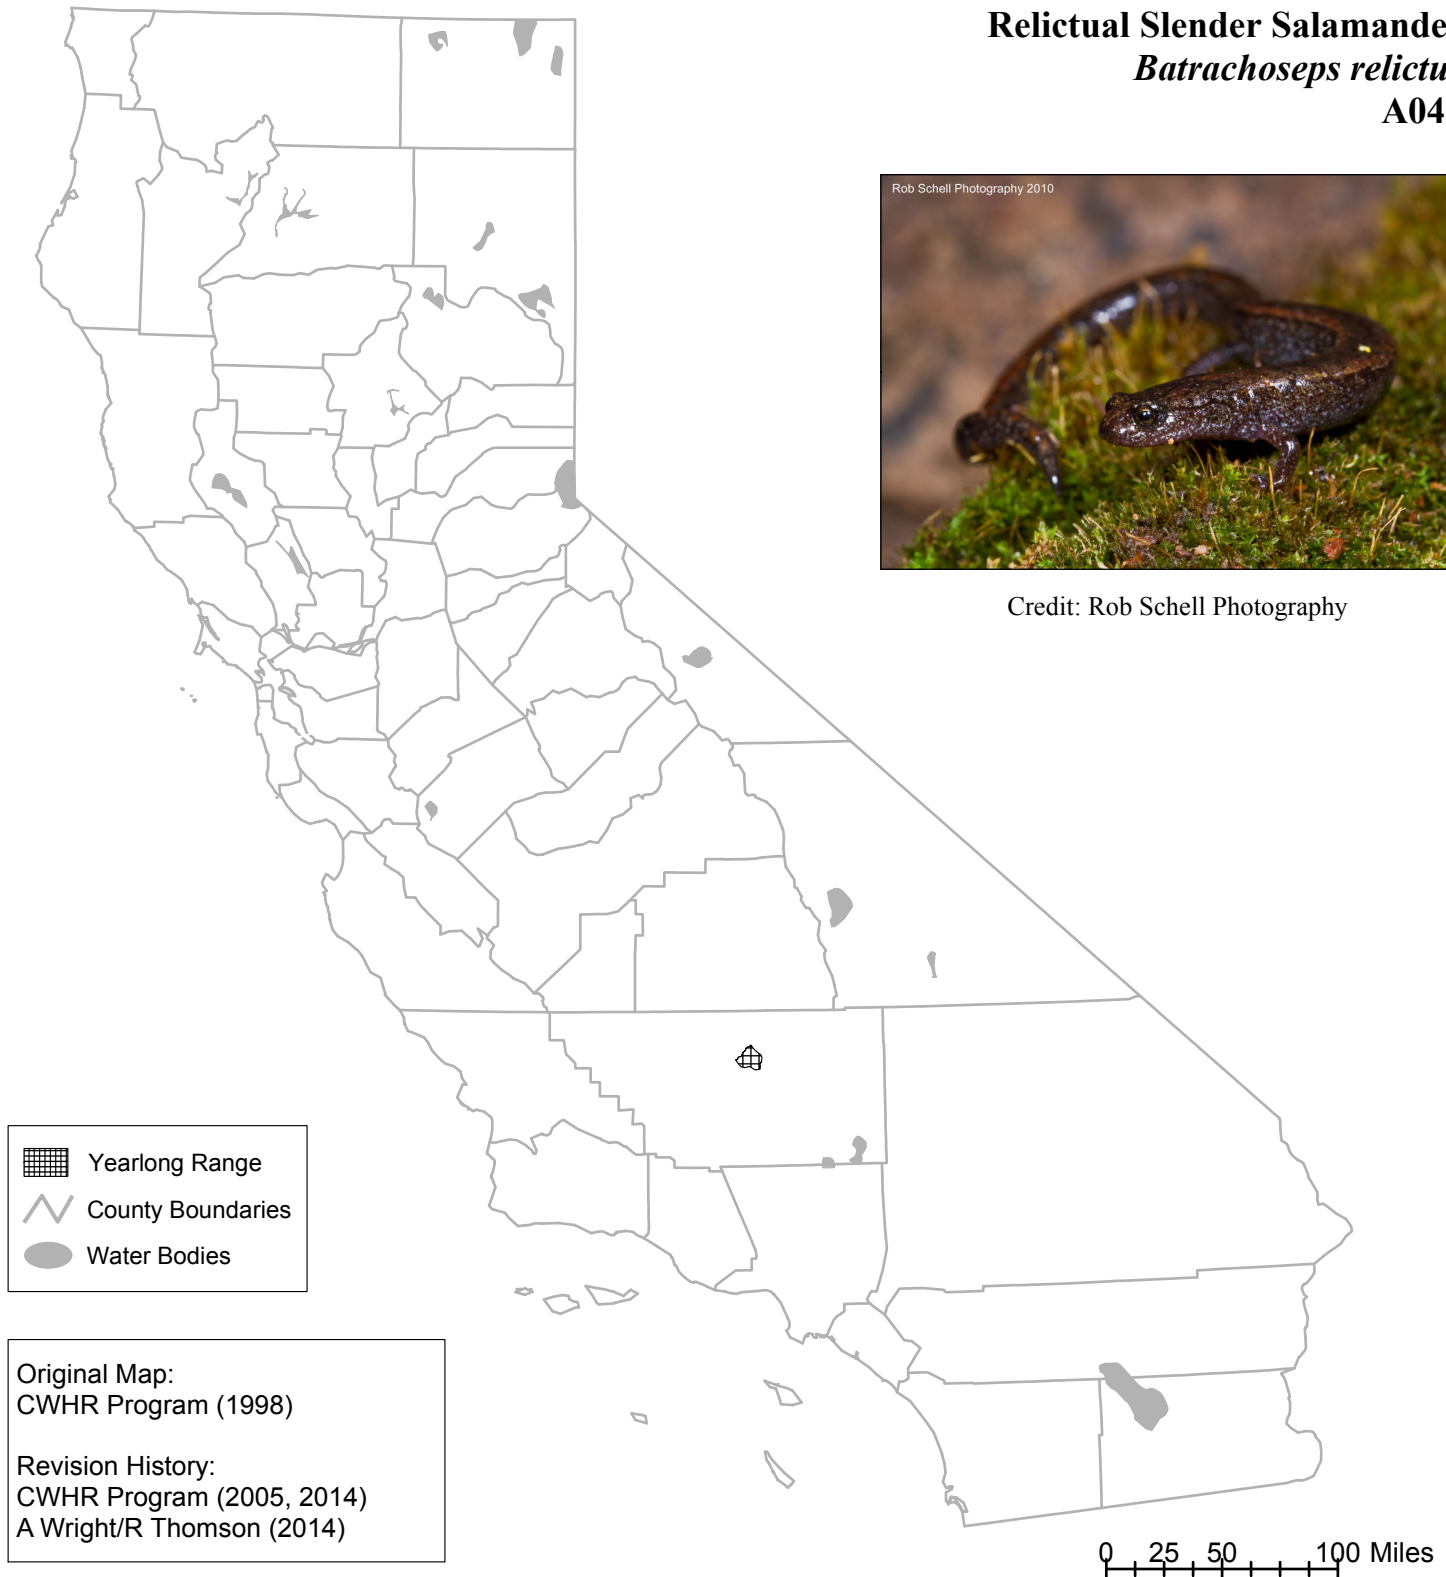 Relictual Slender Salamande
Batrachoseps relictu
A04
Rob Schell Photography 2010
Credit: Rob Schell Photography
Yearlong Range
County Boundaries
Water Bodies
Original Map:
CWHR Program (1998)
Revision History:
CWHR Program (2005, 2014)
A Wright/R Thomson (2014)
0 25 50 100 Miles